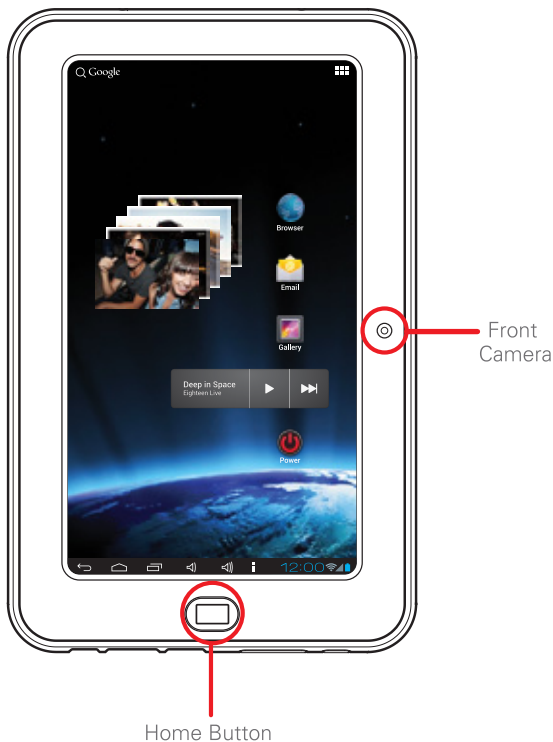 Google
Browser
Email
Gallery
Front
Camera
Deep in Space
Eighteen Live
Power
12:00
Home Button